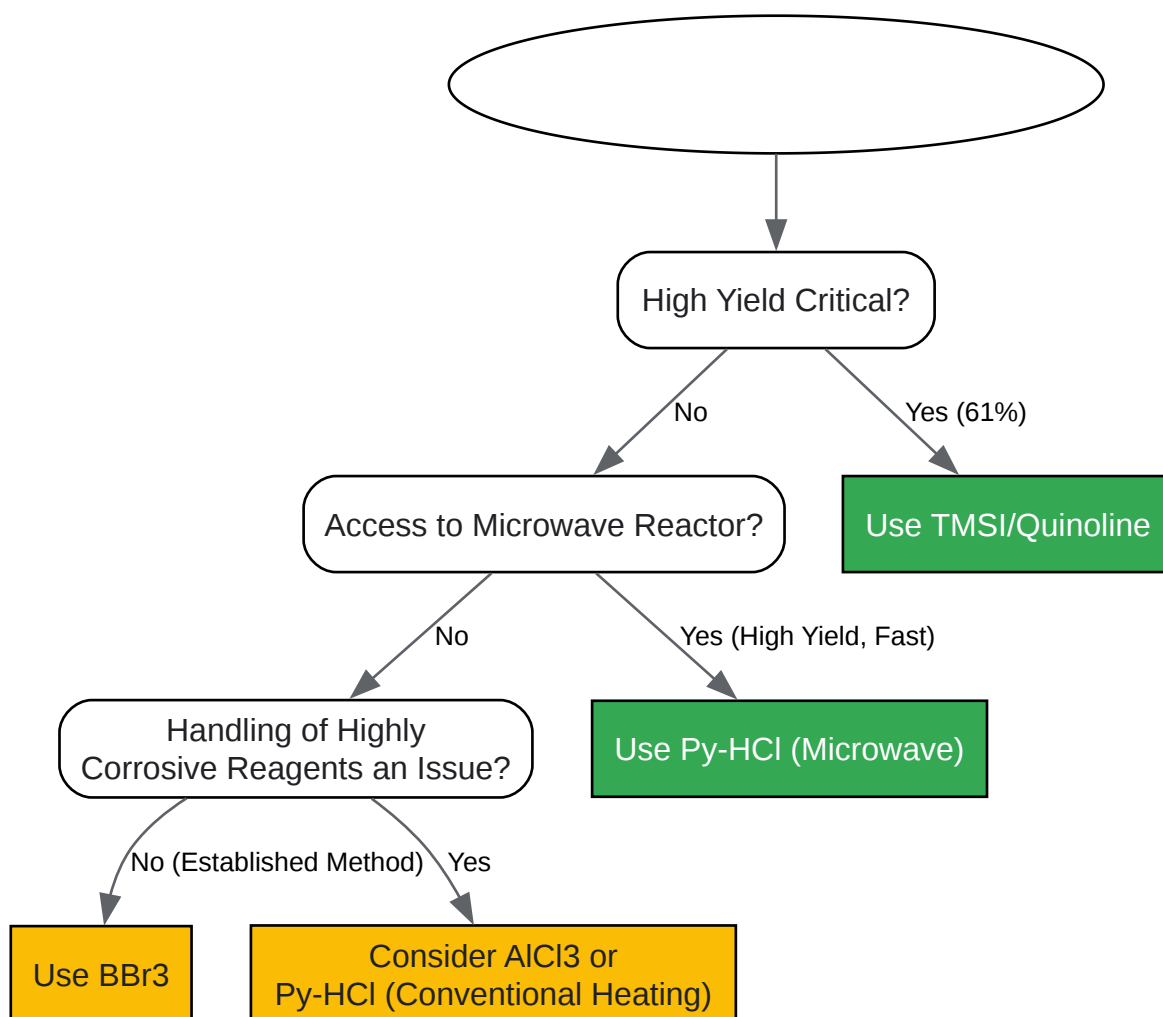 High Yield Critical?
No
Yes (61%)
Access to Microwave Reactor?
Use TMSI/Quinoline
No
Yes (High Yield, Fast)
Handling of Highly
Corrosive Reagents an Issue?
Use Py-HCl (Microwave)
No (Established Method)
Yes
Use BBr3
Consider AlCl3 or
Py-HCl (Conventional Heating)